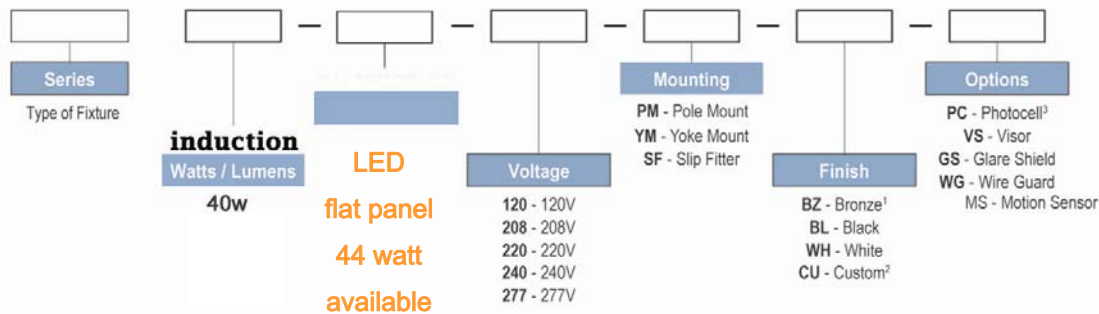 Series
Type of Fixture
induction
Watts / Lumens
40w
LED
flat panel
44 watt
available
Voltage
120 - 120V
208 - 208V
220 - 220V
240 - 240V
277 - 277V
Mounting
PM - Pole Mount
YM - Yoke Mount
SF - Slip Fitter
Finish
BZ - Bronze¹
BL - Black
WH - White
CU - Custom²
Options
PC - Photocell³
VS - Visor
GS - Glare Shield
WG - Wire Guard
MS - Motion Sensor